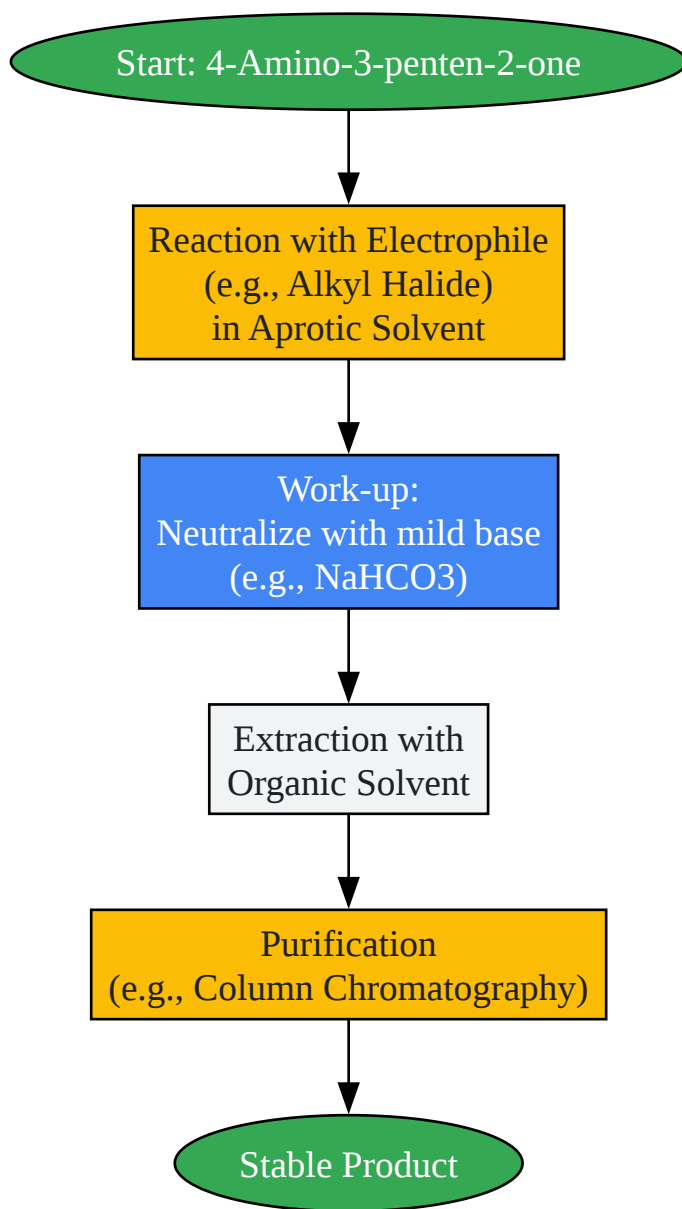 Start: 4-Amino-3-penten-2-one
Reaction with Electrophile
(e.g., Alkyl Halide)
in Aprotic Solvent
Work-up:
Neutralize with mild base
(e.g., NaHCO3)
Extraction with
Organic Solvent
Purification
(e.g., Column Chromatography)
Stable Product